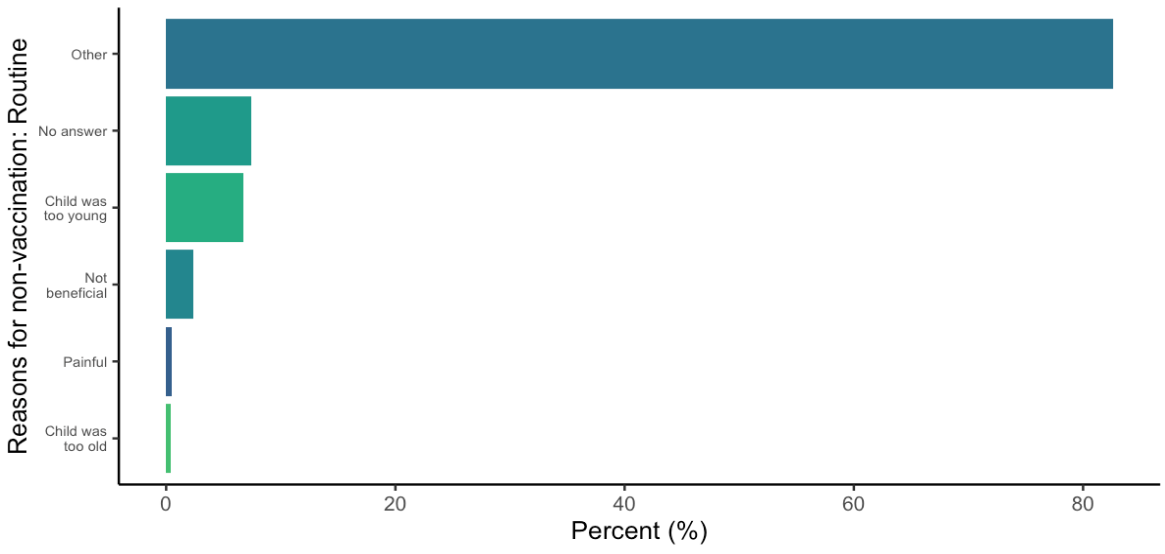 Reasons for non-vaccination: Routine
Other
No answer
Child was
too young
Not
beneficial
Painful
Child was
too old
0 20 40 60 80
Percent (%)